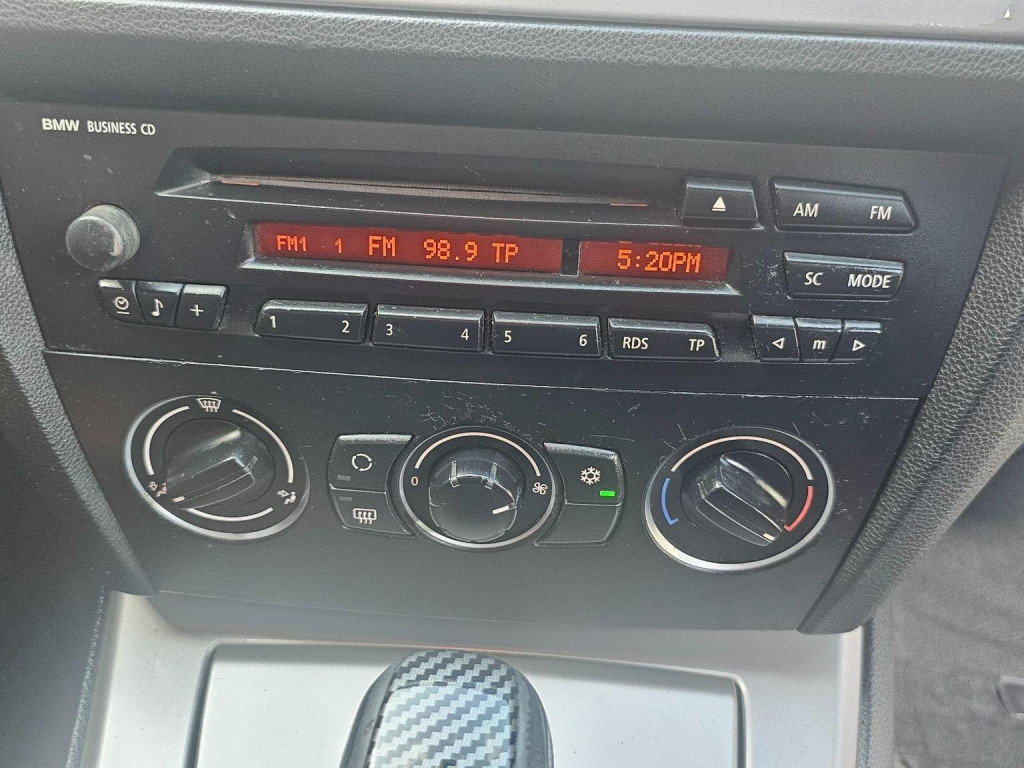 BMW BUSINESS CD
AM FM
FM1 1 FM 98.9 TP 5:20PM
SC MODE
+ 1 2 3 4 5 6 RDS TP m
0